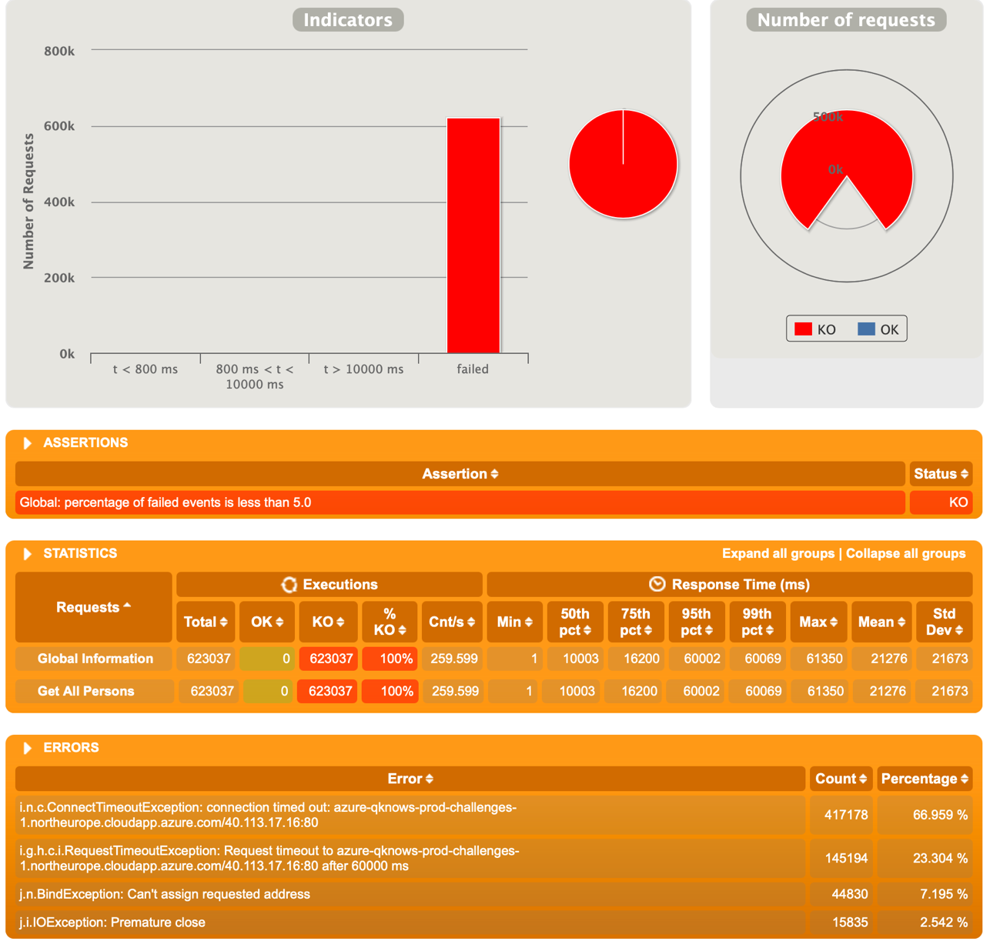 Indicators
800k
600k
400k
200k
0k
Number of Requests
t < 800 ms
800 ms < t <
10000 ms
t > 10000 ms
failed
Number of requests
500k
0k
KO
OK
ASSERTIONS
Assertion
Status
Global: percentage of failed events is less than 5.0
KO
STATISTICS
Expand all groups | Collapse all groups
Requests
Executions
Response Time (ms)
Total
OK
KO
%
KO
Cnt/s
Min
50th
pct
75th
pct
95th
pct
99th
pct
Max
Mean
Std
Dev
Global Information 623037 0 623037 100% 259.599 1 10003 16200 60002 60069 61350 21276 21673
Get All Persons 623037 0 623037 100% 259.599 1 10003 16200 60002 60069 61350 21276 21673
ERRORS
Error
Count
Percentage
i.n.c.ConnectTimeoutException: connection timed out: azure-qknows-prod-challenges-
1.northeurope.cloudapp.azure.com/40.113.17.16:80
417178
66.959 %
i.g.h.c.i.RequestTimeoutException: Request timeout to azure-qknows-prod-challenges-
1.northeurope.cloudapp.azure.com/40.113.17.16:80 after 60000 ms
145194
23.304 %
j.n.BindException: Can't assign requested address
44830
7.195 %
j.i.IOException: Premature close
15835
2.542 %